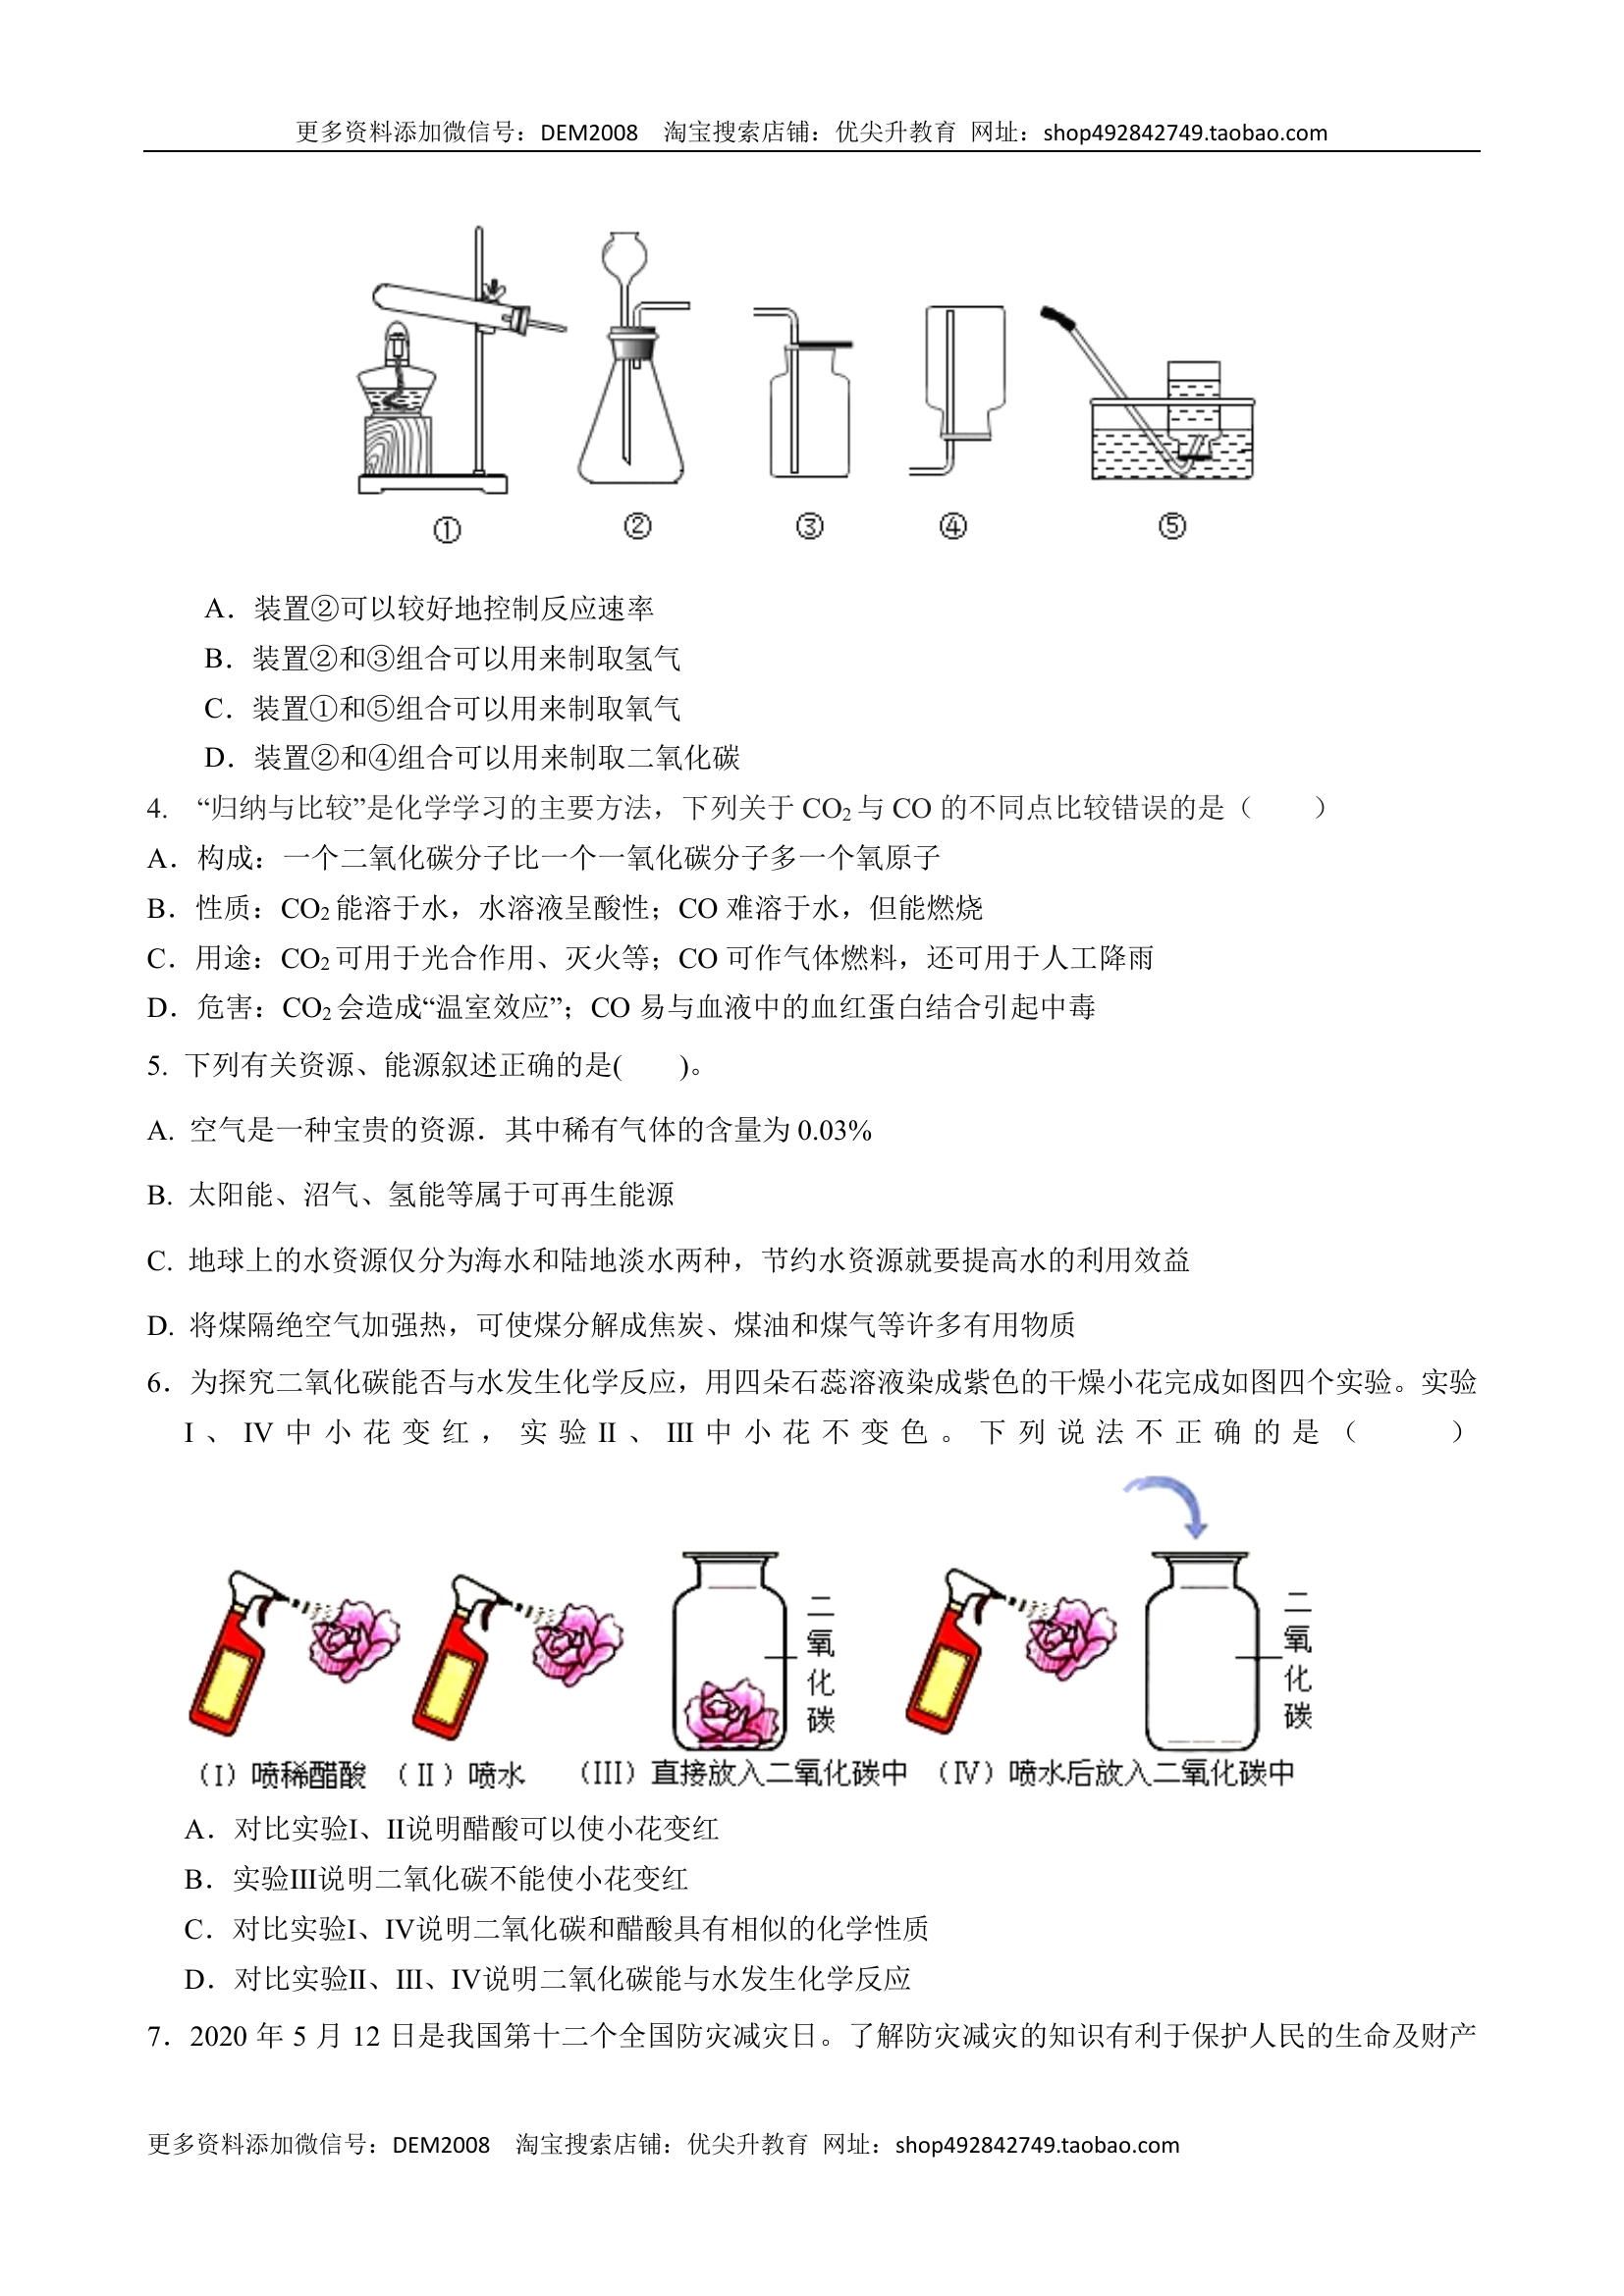 更多资料添加微信号：DEM2008 淘宝搜索店铺：优尖升教育 网址：shop492842749.taobao.com
① ② ③ ④ ⑤
A．装置②可以较好地控制反应速率
B．装置②和③组合可以用来制取氢气
C．装置①和⑤组合可以用来制取氧气
D．装置②和④组合可以用来制取二氧化碳
4. “归纳与比较”是化学学习的主要方法，下列关于 CO₂与 CO 的不同点比较错误的是（ ）
A．构成：一个二氧化碳分子比一个一氧化碳分子多一个氧原子
B．性质：CO₂能溶于水，水溶液呈酸性；CO 难溶于水，但能燃烧
C．用途：CO₂可用于光合作用、灭火等；CO 可作气体燃料，还可用于人工降雨
D．危害：CO₂会造成“温室效应”；CO 易与血液中的血红蛋白结合引起中毒
5. 下列有关资源、能源叙述正确的是( )。
A. 空气是一种宝贵的资源．其中稀有气体的含量为 0.03%
B. 太阳能、沼气、氢能等属于可再生能源
C. 地球上的水资源仅分为海水和陆地淡水两种，节约水资源就要提高水的利用效益
D. 将煤隔绝空气加强热，可使煤分解成焦炭、煤油和煤气等许多有用物质
6．为探究二氧化碳能否与水发生化学反应，用四朵石蕊溶液染成紫色的干燥小花完成如图四个实验。实验
Ⅰ、Ⅳ中小花变红，实验Ⅱ、Ⅲ中小花不变色。下列说法不正确的是（ ）
二氧化碳 二氧化碳
（Ⅰ）喷稀醋酸 （Ⅱ）喷水 （Ⅲ）直接放入二氧化碳中 （Ⅳ）喷水后放入二氧化碳中
A．对比实验Ⅰ、Ⅱ说明醋酸可以使小花变红
B．实验Ⅲ说明二氧化碳不能使小花变红
C．对比实验Ⅰ、Ⅳ说明二氧化碳和醋酸具有相似的化学性质
D．对比实验Ⅱ、Ⅲ、Ⅳ说明二氧化碳能与水发生化学反应
7．2020 年 5 月 12 日是我国第十二个全国防灾减灾日。了解防灾减灾的知识有利于保护人民的生命及财产
更多资料添加微信号：DEM2008 淘宝搜索店铺：优尖升教育 网址：shop492842749.taobao.com